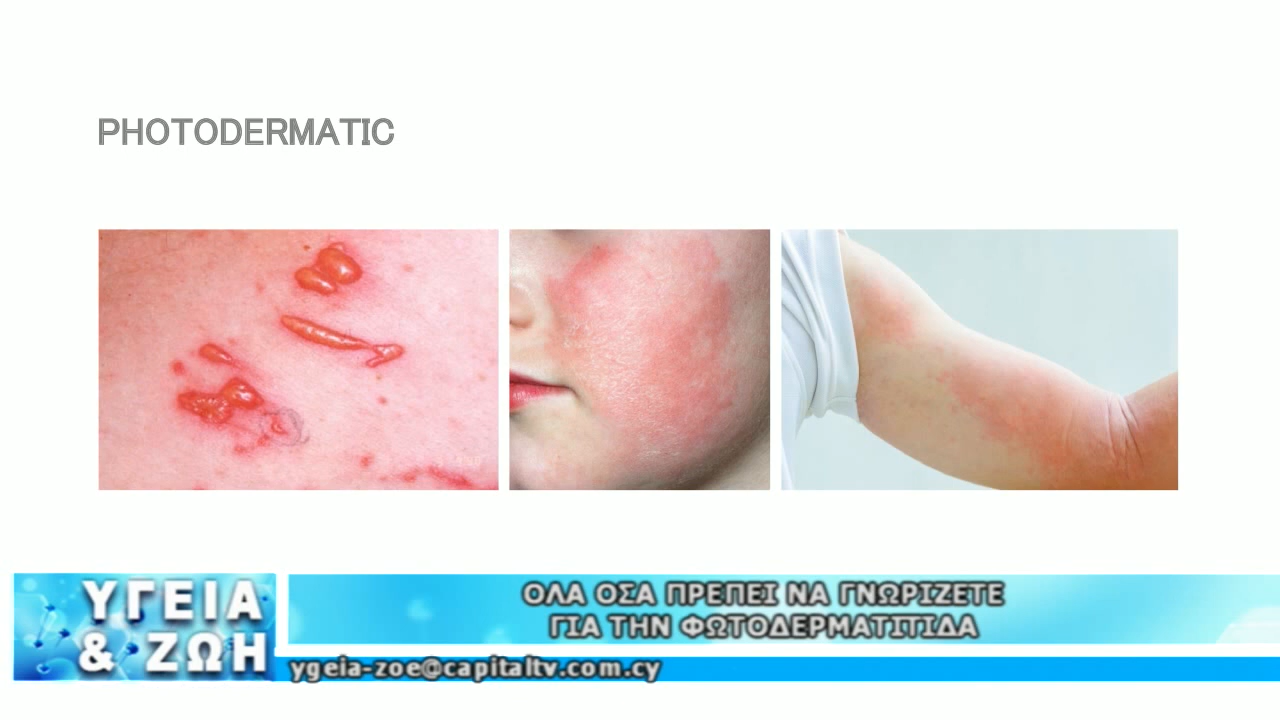 PHOTODERMATIC
ΥΓΕΙΑ
& ΖΩΗ
ΟΛΑ ΟΣΑ ΠΡΕΠΕΙ ΝΑ ΓΝΩΡΙΖΕΤΕ
ΓΙΑ ΤΗΝ ΦΩΤΟΔΕΡΜΑΤΙΤΙΔΑ
ygeia-zoe@capitaltv.com.cy